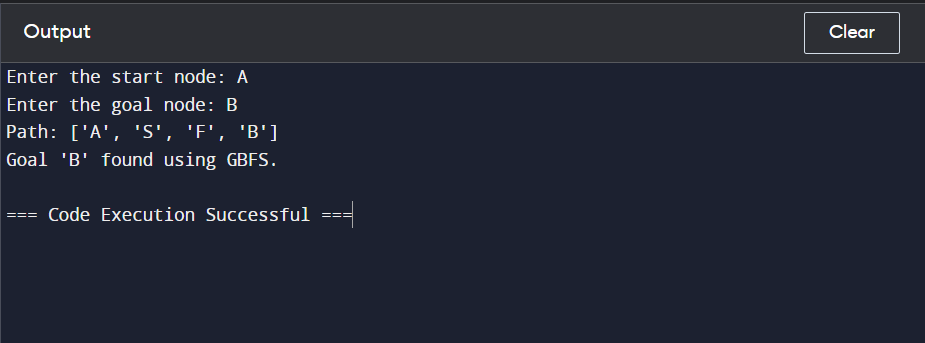 Output
Clear
Enter the start node: A
Enter the goal node: B
Path: ['A', 'S', 'F', 'B']
Goal 'B' found using GBFS.
=== Code Execution Successful ===